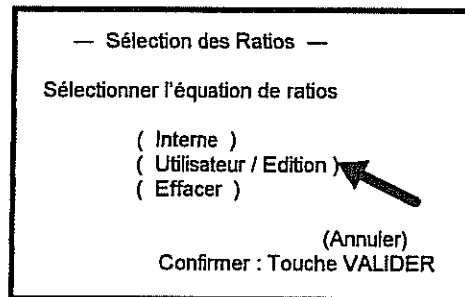 — Sélection des Ratios —
Sélectionner l'équation de ratios
( Interne )
( Utilisateur / Edition )
( Effacer )
(Annuler)
Confirmer : Touche VALIDER